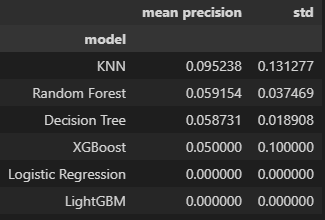 mean precision std
model
KNN 0.095238 0.131277
Random Forest 0.059154 0.037469
Decision Tree 0.058731 0.018908
XGBoost 0.050000 0.100000
Logistic Regression 0.000000 0.000000
LightGBM 0.000000 0.000000